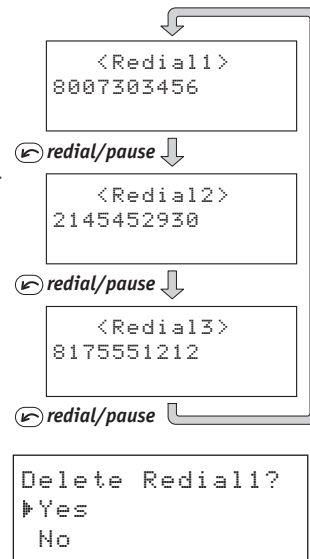 <Redial1>
8007303456
redial/pause
<Redial2>
2145452930
redial/pause
<Redial3>
8175551212
redial/pause
Delete Redial1?
Yes
No